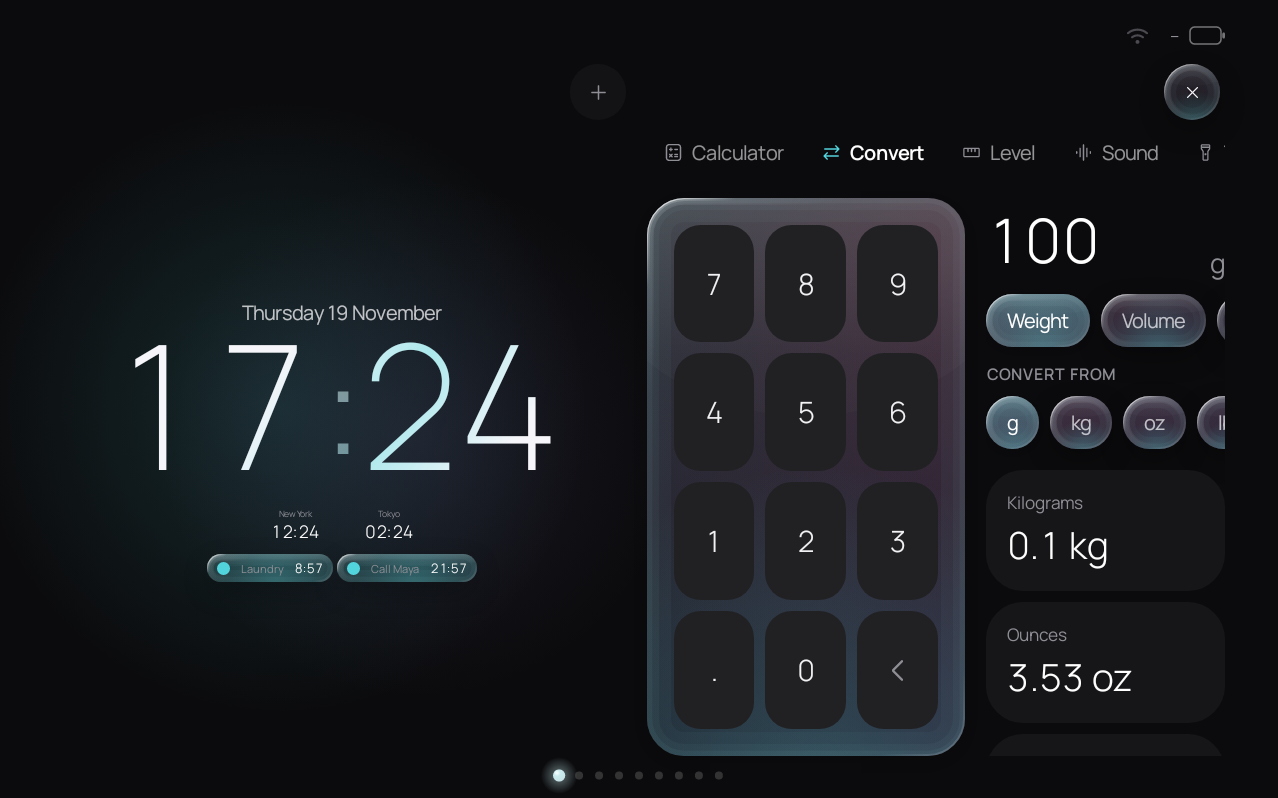 Thursday 19 November
17:24
New York
12:24
Tokyo
02:24
Laundry 8:57
Call Maya 21:57
Calculator
Convert
Level
Sound
7
8
9
4
5
6
1
2
3
.
0
100
g
Weight
Volume
CONVERT FROM
g
kg
oz
Kilograms
0.1 kg
Ounces
3.53 oz